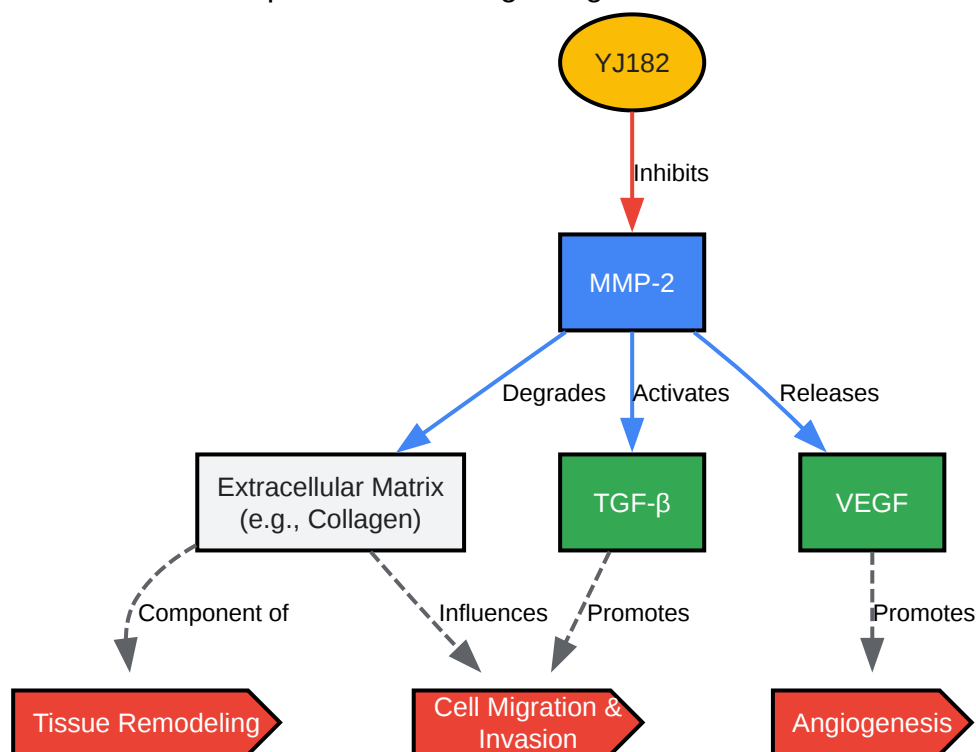 YJ182
Inhibits
MMP-2
Degrades
Activates
Releases
Extracellular Matrix
(e.g., Collagen)
TGF-β
VEGF
Component of
Influences
Promotes
Promotes
Tissue Remodeling
Cell Migration &
Invasion
Angiogenesis